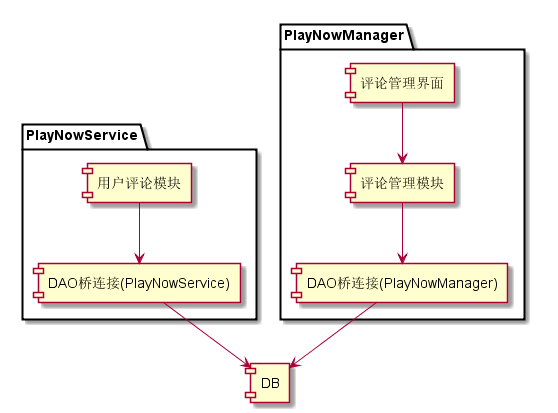 PlayNowManager
评论管理界面
PlayNowService
用户评论模块
评论管理模块
DAO桥连接(PlayNowService)
DAO桥连接(PlayNowManager)
DB